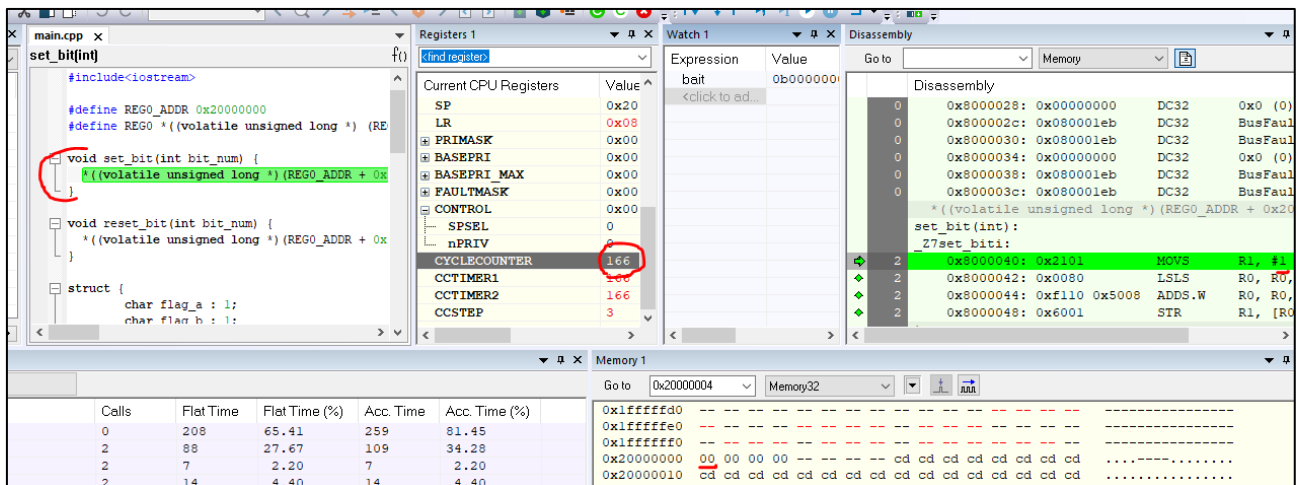 main.cpp x
set_bit(int) f()
#include<iostream>
#define REG0_ADDR 0x20000000
#define REG0 *((volatile unsigned long *) (RE
void set_bit(int bit_num) {
*((volatile unsigned long *)(REG0_ADDR + 0x
}
void reset_bit(int bit_num) {
*((volatile unsigned long *)(REG0_ADDR + 0x
}
struct {
char flag_a : 1;
char flag_b : 1;
Registers 1
<find register>
Current CPU Registers Value
SP 0x20
LR 0x08
PRIMASK 0x00
BASEPRI 0x00
BASEPRI_MAX 0x00
FAULTMASK 0x00
CONTROL 0x00
SPSEL 0
nPRIV 0
CYCLECOUNTER 166
CCTIMER1 166
CCTIMER2 166
CCSTEP 3
Watch 1
Expression Value
bait 0b0000000
<click to ad...
Disassembly
Go to Memory
Disassembly
0 0x8000028: 0x00000000 DC32 0x0 (0)
0 0x800002c: 0x080001eb DC32 BusFaul
0 0x8000030: 0x080001eb DC32 BusFaul
0 0x8000034: 0x00000000 DC32 0x0 (0)
0 0x8000038: 0x080001eb DC32 BusFaul
0 0x800003c: 0x080001eb DC32 BusFaul
*((volatile unsigned long *)(REG0_ADDR + 0x20
set_bit(int):
_Z7set_biti:
2 0x8000040: 0x2101 MOVS R1, #1
2 0x8000042: 0x0080 LSLS R0, R0,
2 0x8000044: 0xf110 0x5008 ADDS.W R0, R0,
2 0x8000048: 0x6001 STR R1, [R0
Calls Flat Time Flat Time (%) Acc. Time Acc. Time (%)
0 208 65.41 259 81.45
2 88 27.67 109 34.28
2 7 2.20 7 2.20
2 14 4.40 14 4.40
Memory 1
Go to 0x20000004 Memory32
0x1fffffd0 -- -- -- -- -- -- -- -- -- -- -- -- -- -- -- -- ----------------
0x1fffffe0 -- -- -- -- -- -- -- -- -- -- -- -- -- -- -- -- ----------------
0x1ffffff0 -- -- -- -- -- -- -- -- -- -- -- -- -- -- -- -- ----------------
0x20000000 00 00 00 00 -- -- -- -- cd cd cd cd cd cd cd cd ....----........
0x20000010 cd cd cd cd cd cd cd cd cd cd cd cd cd cd cd cd ................